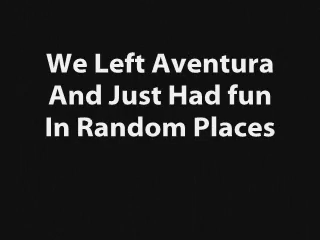 We Left Aventura
And Just Had fun
In Random Places